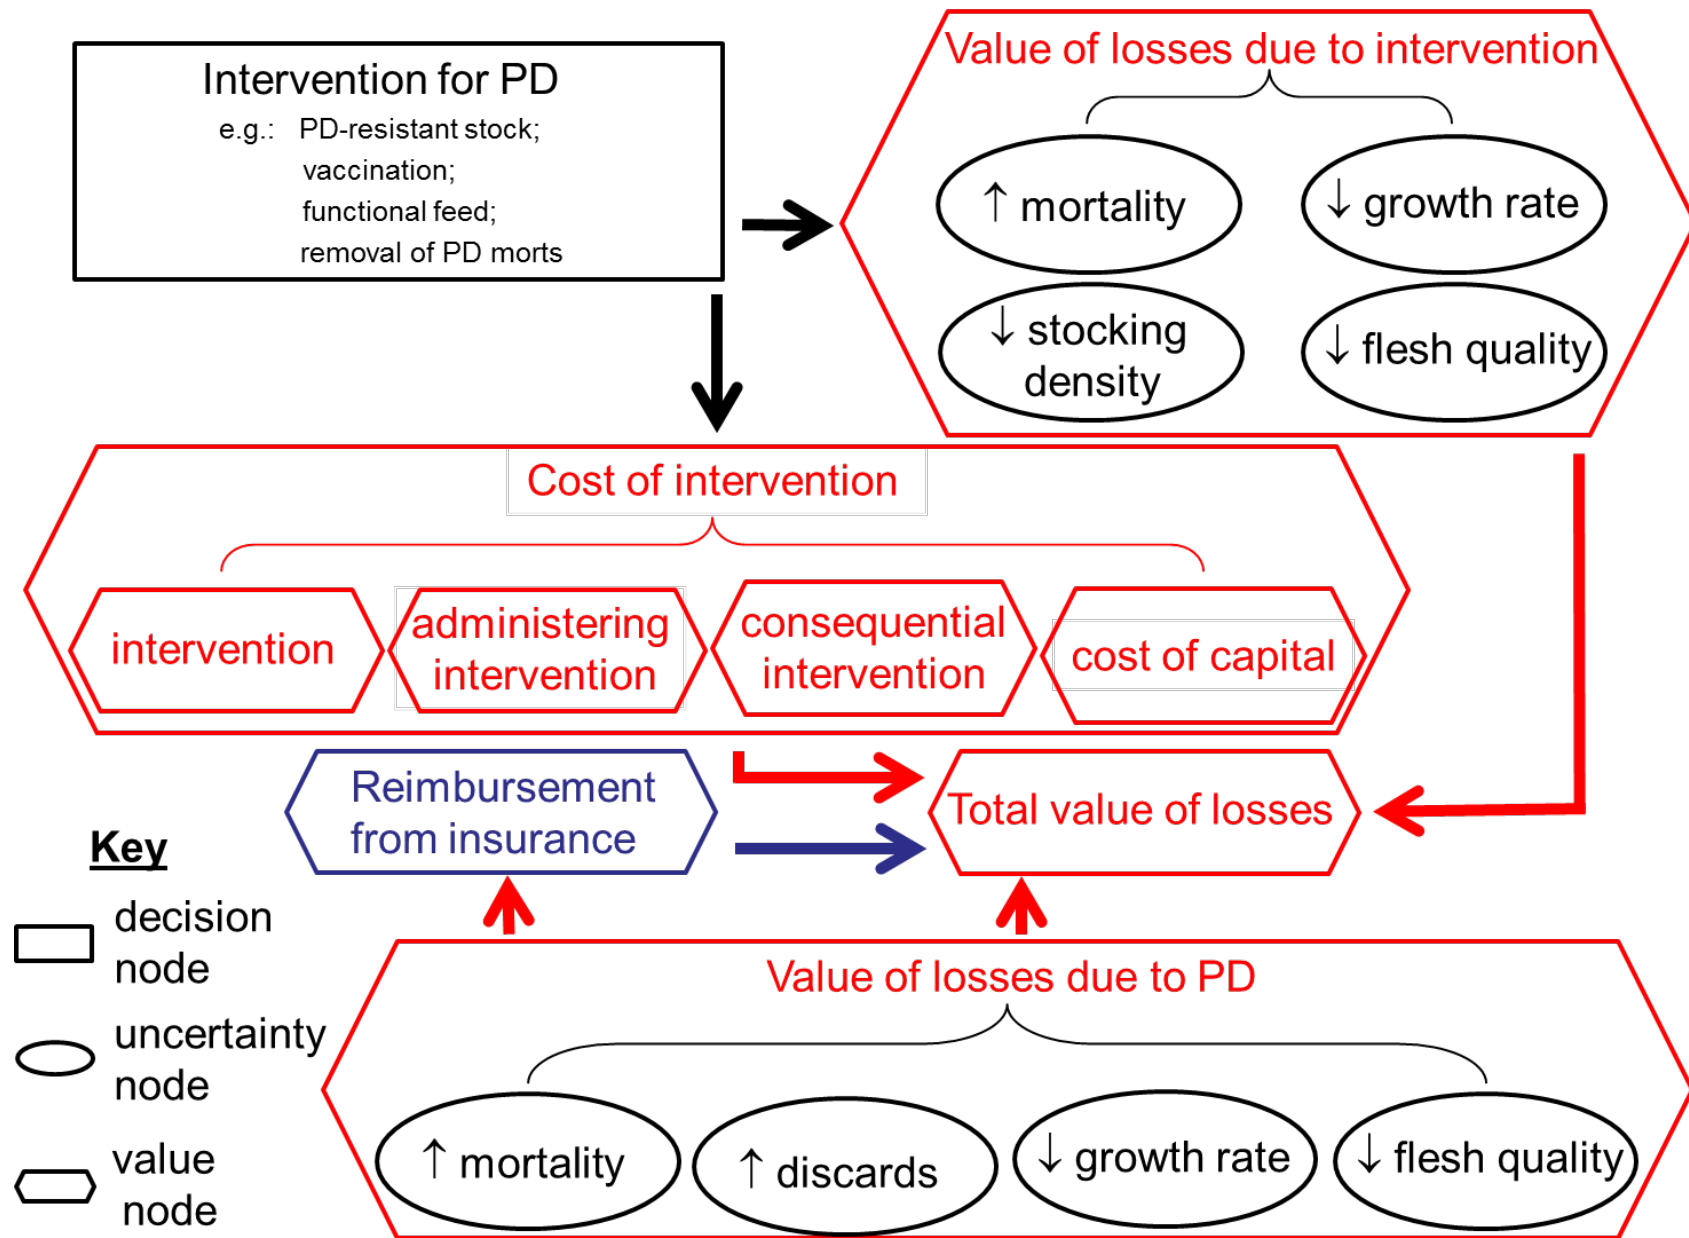 Intervention for PD
e.g.: PD-resistant stock;
vaccination;
functional feed;
removal of PD morts
Value of losses due to intervention
↑ mortality
↓ growth rate
↓ stocking
density
↓ flesh quality
Cost of intervention
intervention
administering
intervention
consequential
intervention
cost of capital
Reimbursement
from insurance
Total value of losses
Key
decision
node
uncertainty
node
value
node
Value of losses due to PD
↑ mortality
↑ discards
↓ growth rate
↓ flesh quality